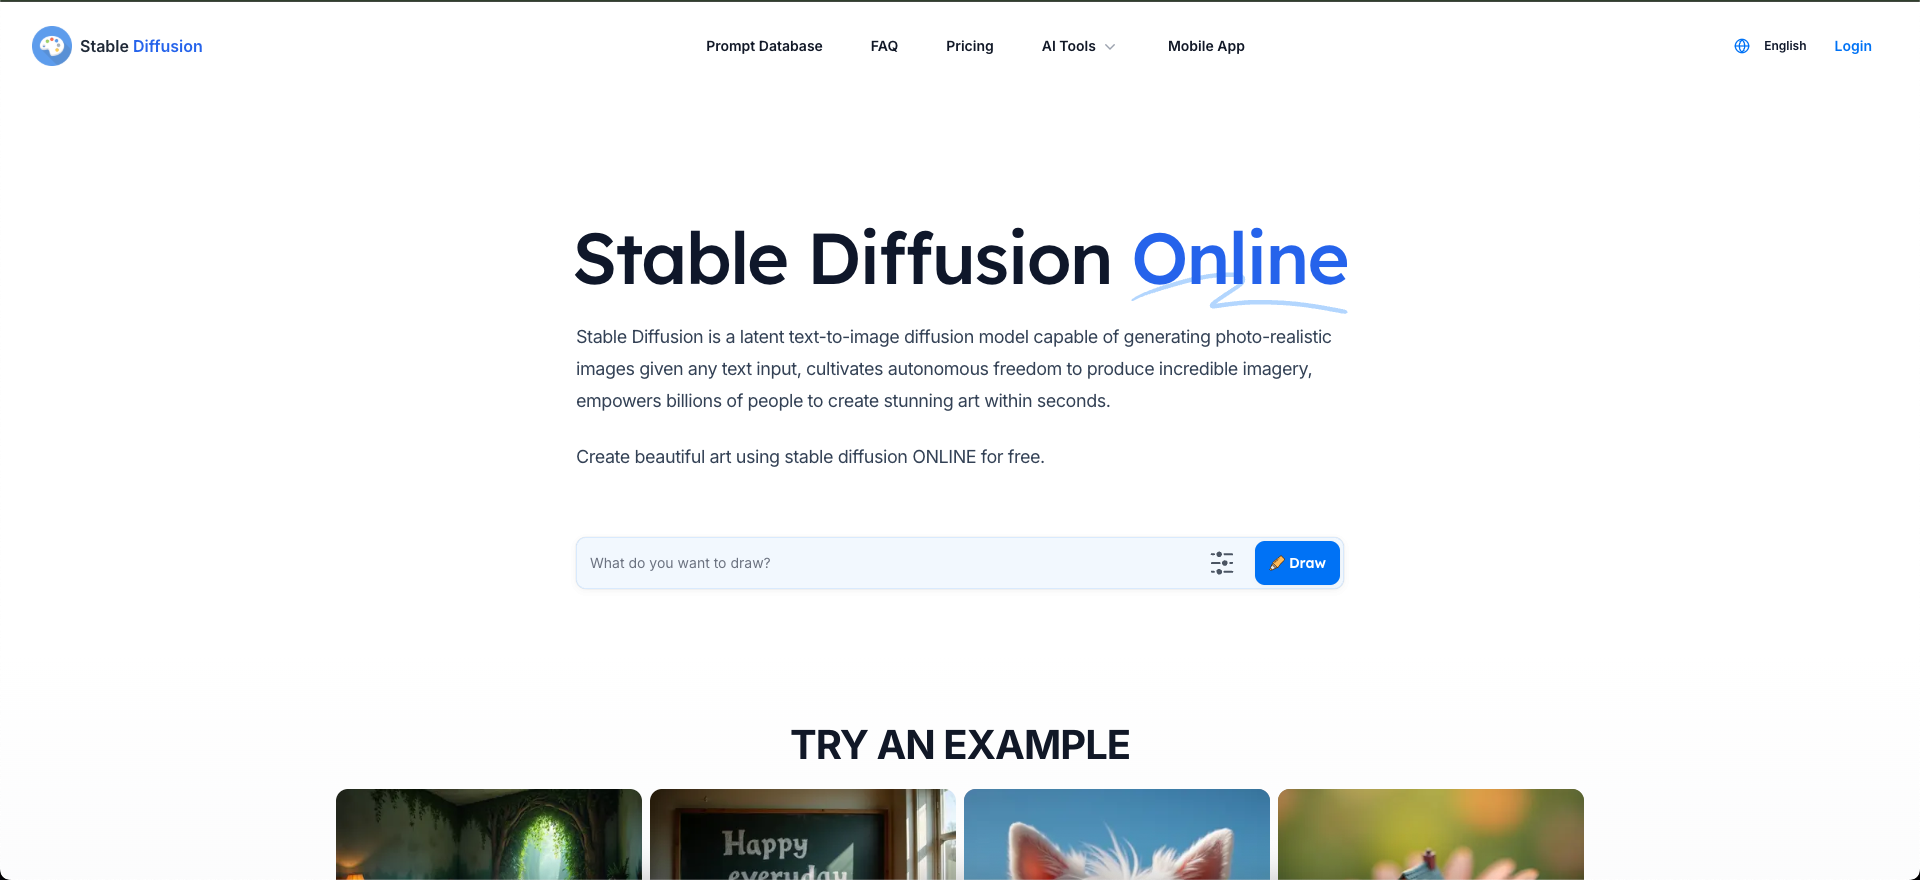 Stable Diffusion
Prompt Database
FAQ
Pricing
AI Tools
Mobile App
English
Login
Stable Diffusion Online
Stable Diffusion is a latent text-to-image diffusion model capable of generating photo-realistic
images given any text input, cultivates autonomous freedom to produce incredible imagery,
empowers billions of people to create stunning art within seconds.
Create beautiful art using stable diffusion ONLINE for free.
What do you want to draw?
Draw
TRY AN EXAMPLE
Happy
everyday